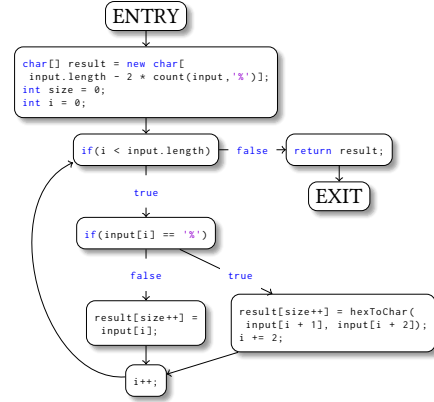 ENTRY
char[] result = new char[
input.length - 2 * count(input,'%')];
int size = 0;
int i = 0;
if(i < input.length)
false
return result;
true
EXIT
if(input[i] == '%')
false
true
result[size++] =
input[i];
result[size++] = hexToChar(
input[i + 1], input[i + 2]);
i += 2;
i++;